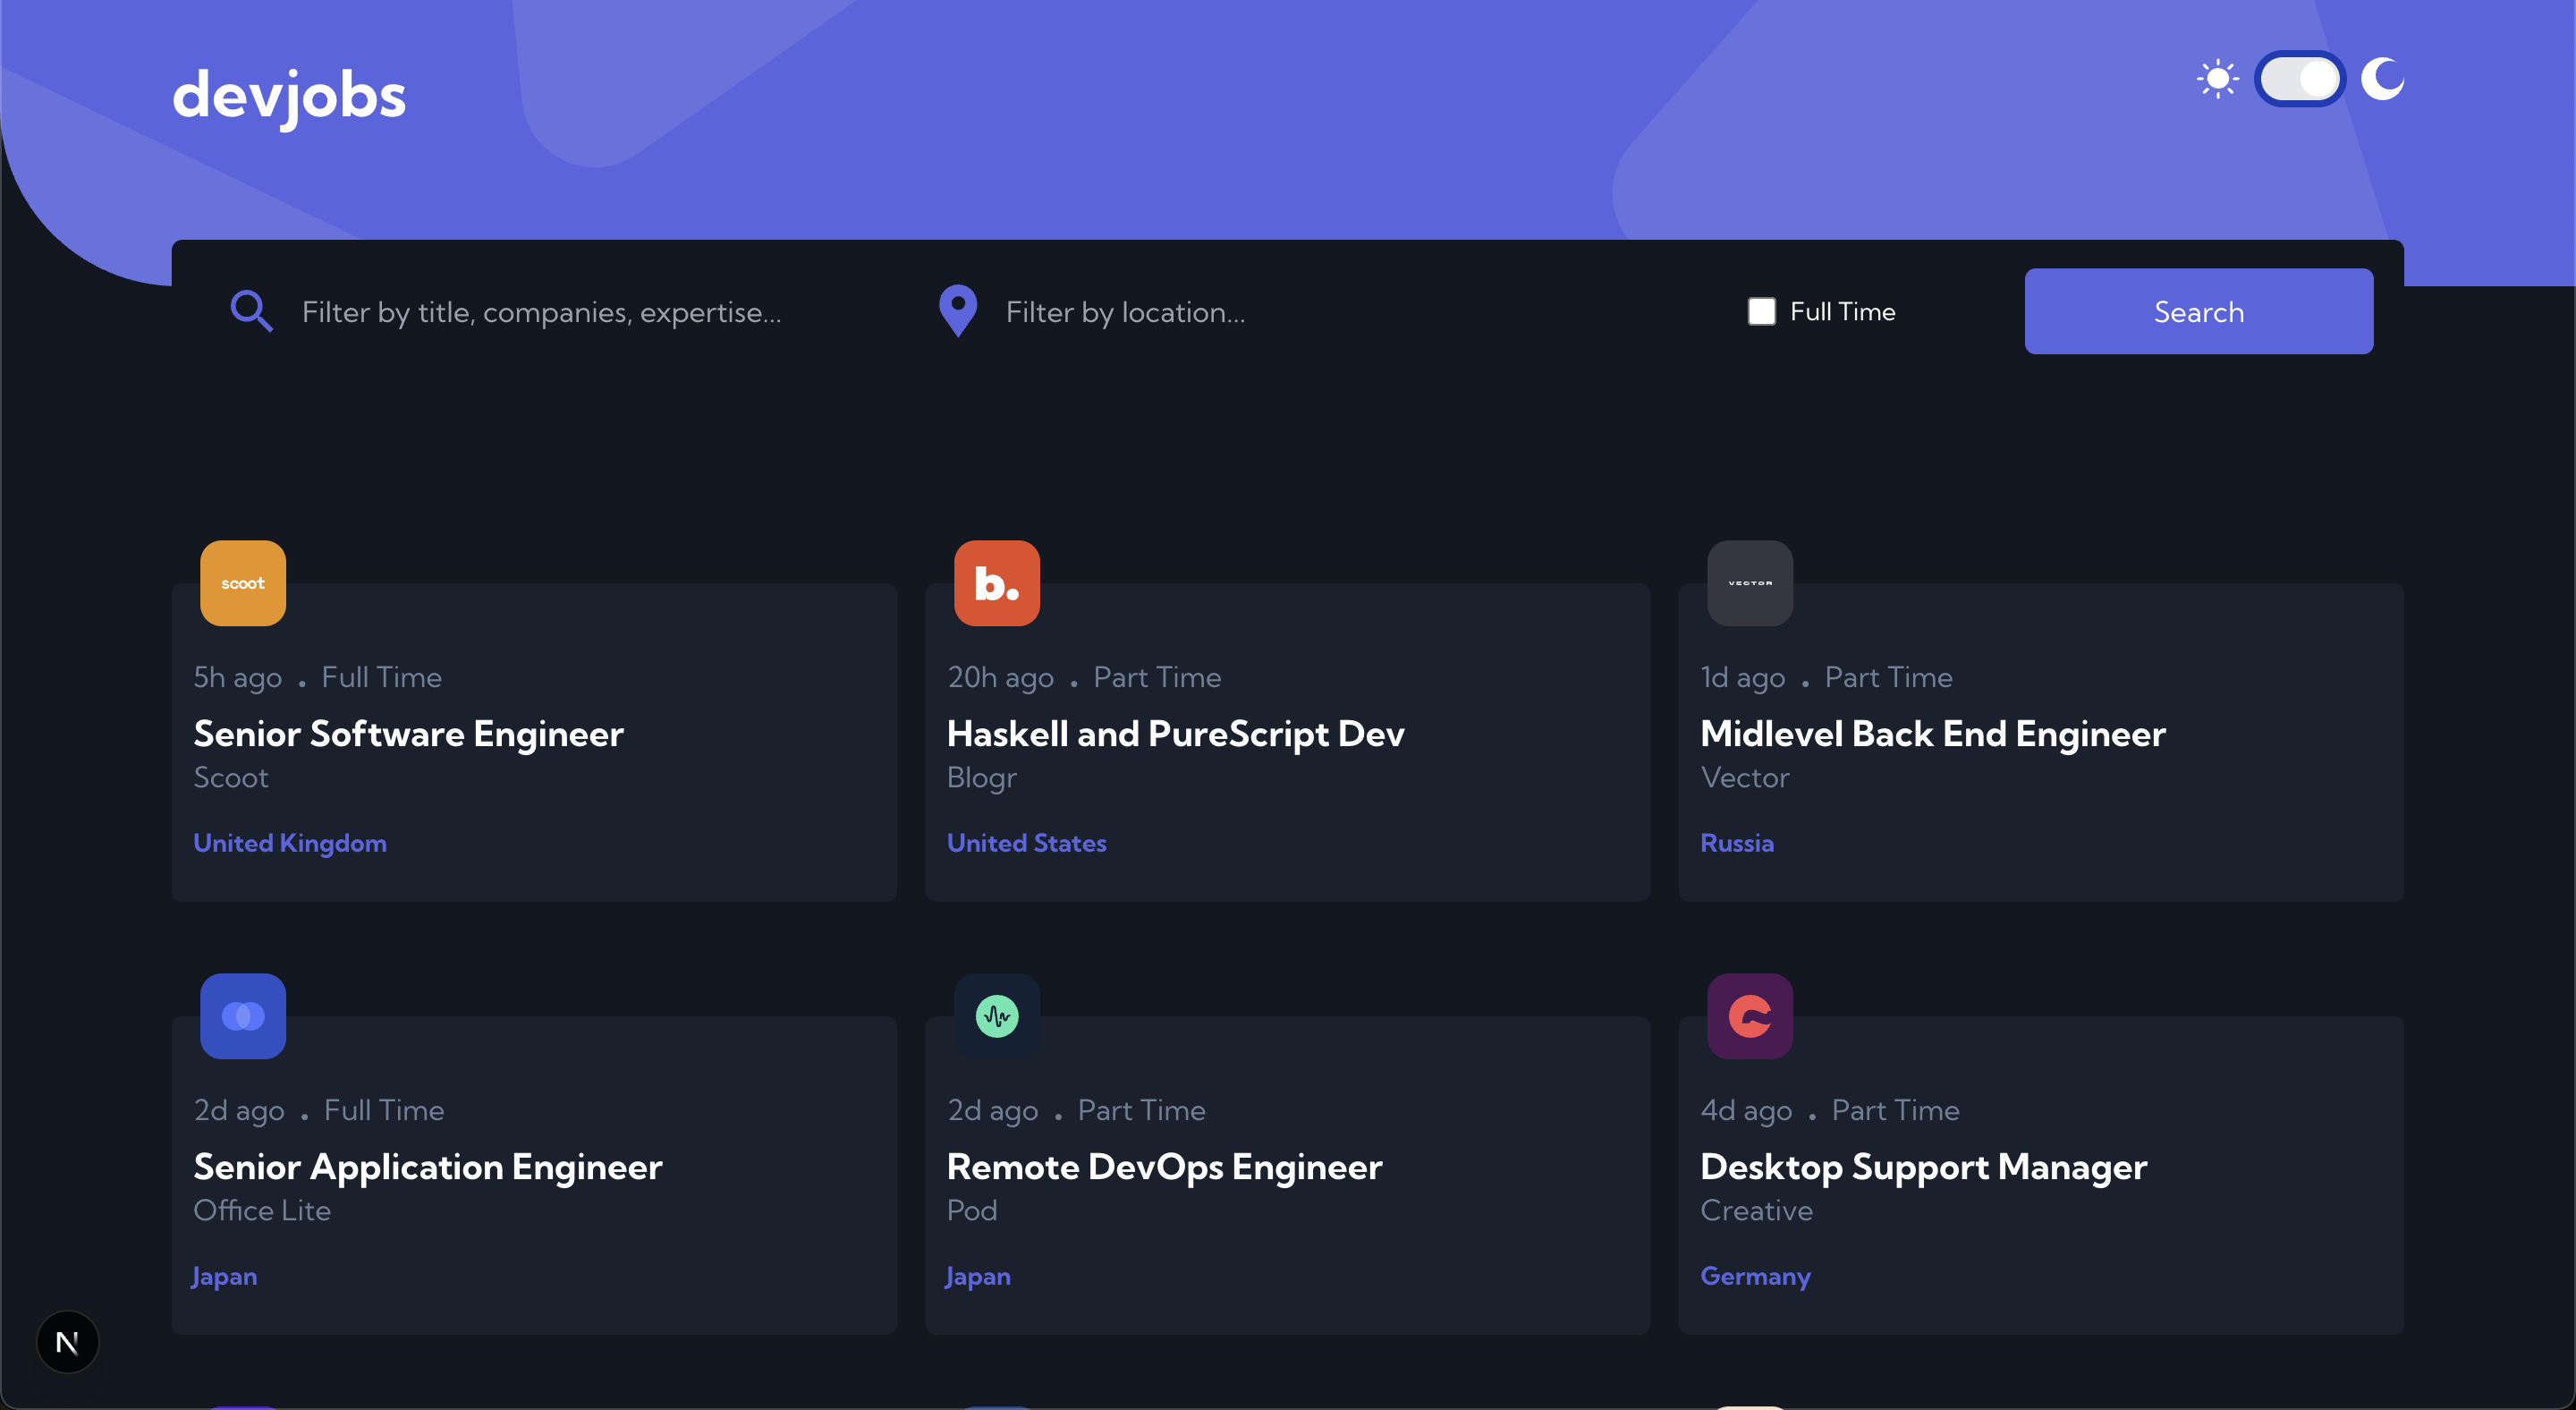 devjobs
Filter by title, companies, expertise...
Filter by location...
Full Time
Search
scoot
b.
VECTOR
5h ago . Full Time
20h ago . Part Time
1d ago . Part Time
Senior Software Engineer
Haskell and PureScript Dev
Midlevel Back End Engineer
Scoot
Blogr
Vector
United Kingdom
United States
Russia
2d ago . Full Time
2d ago . Part Time
4d ago . Part Time
Senior Application Engineer
Remote DevOps Engineer
Desktop Support Manager
Office Lite
Pod
Creative
Japan
Japan
Germany
N